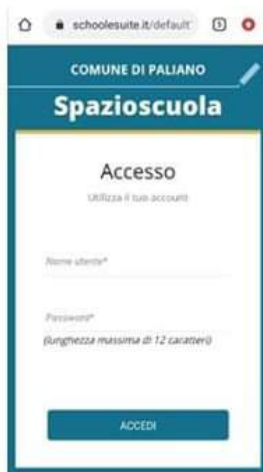 schoolesuite.it/default
COMUNE DI PALIANO
Spazioscuola
Accesso
Utilizza il tuo account
Nome utente*
Password*
(lunghezza massima di 12 caratteri)
ACCEDI